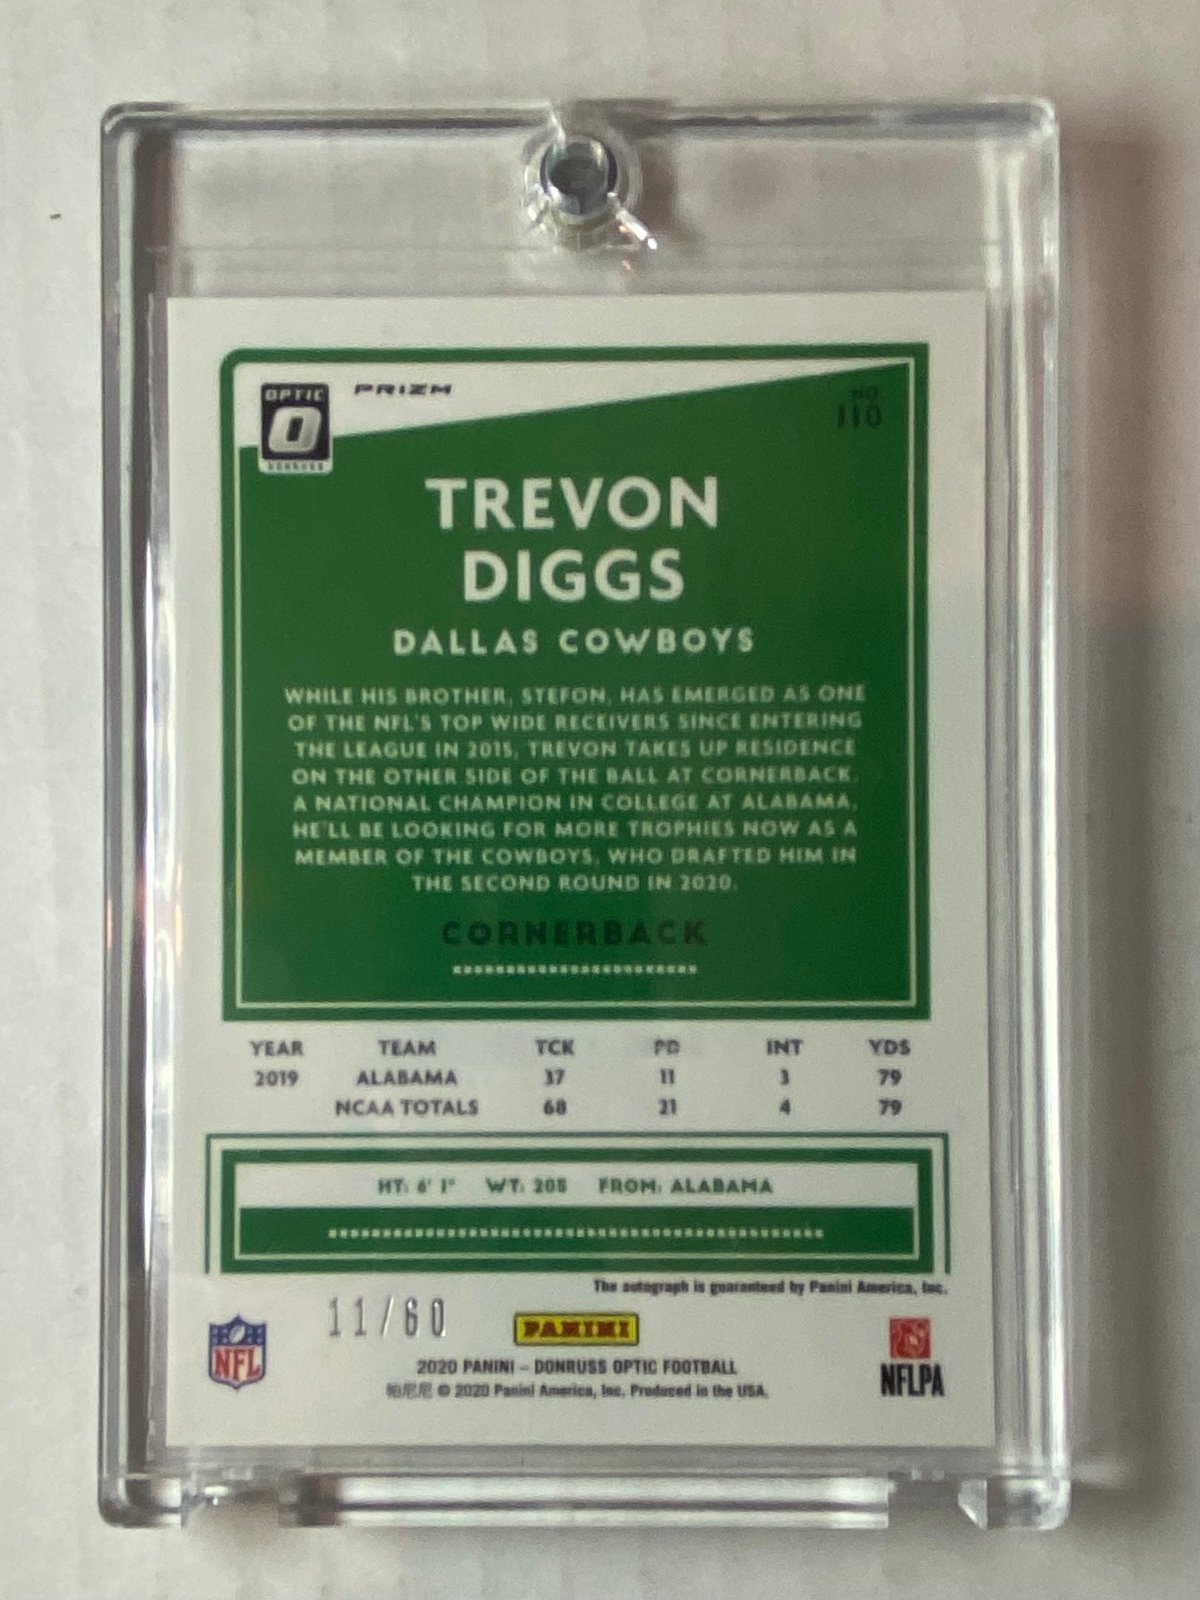 OPTIC
O
DONRUSS
PRIZM
NO
110
TREVON
DIGGS
DALLAS COWBOYS
WHILE HIS BROTHER, STEFON, HAS EMERGED AS ONE
OF THE NFL'S TOP WIDE RECEIVERS SINCE ENTERING
THE LEAGUE IN 2015, TREVON TAKES UP RESIDENCE
ON THE OTHER SIDE OF THE BALL AT CORNERBACK.
A NATIONAL CHAMPION IN COLLEGE AT ALABAMA,
HE'LL BE LOOKING FOR MORE TROPHIES NOW AS A
MEMBER OF THE COWBOYS, WHO DRAFTED HIM IN
THE SECOND ROUND IN 2020.
CORNERBACK
YEAR TEAM TCK PD INT YDS
2019 ALABAMA 37 11 3 79
NCAA TOTALS 68 21 4 79
HT: 6' 1" WT: 205 FROM: ALABAMA
The autograph is guaranteed by Panini America, Inc.
11/60
NFL
PANINI
NFLPA
2020 PANINI – DONRUSS OPTIC FOOTBALL
帕尼尼 © 2020 Panini America, Inc. Produced in the USA.